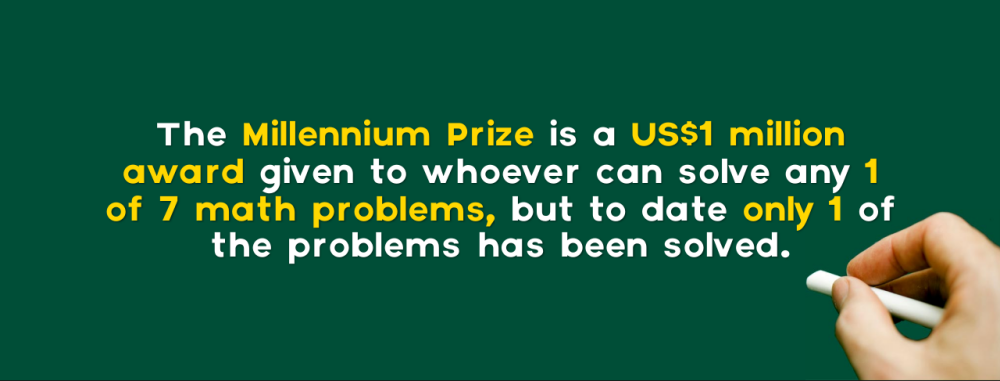 The Millennium Prize is a US$1 million
award given to whoever can solve any 1
of 7 math problems, but to date only 1 of
the problems has been solved.